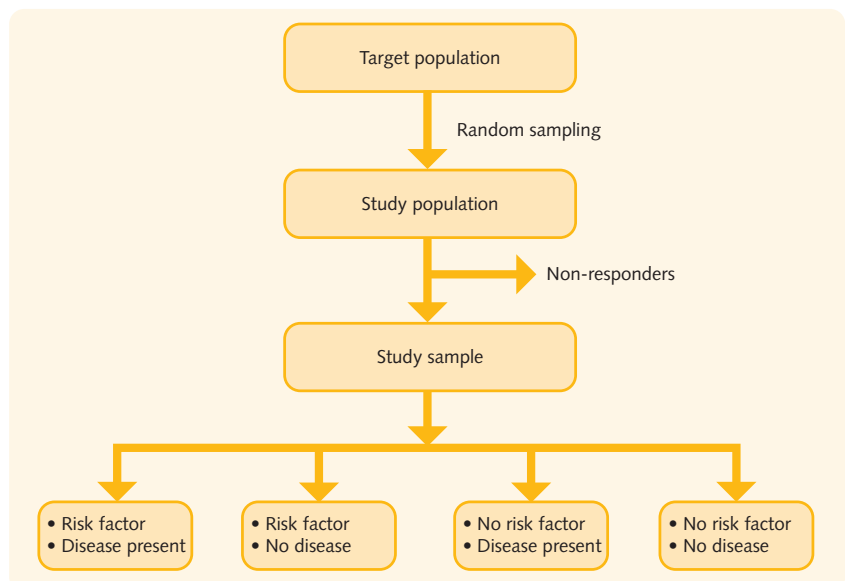 Target population
Random sampling
Study population
Non-responders
Study sample
• Risk factor
• Disease present
• Risk factor
• No disease
• No risk factor
• Disease present
• No risk factor
• No disease